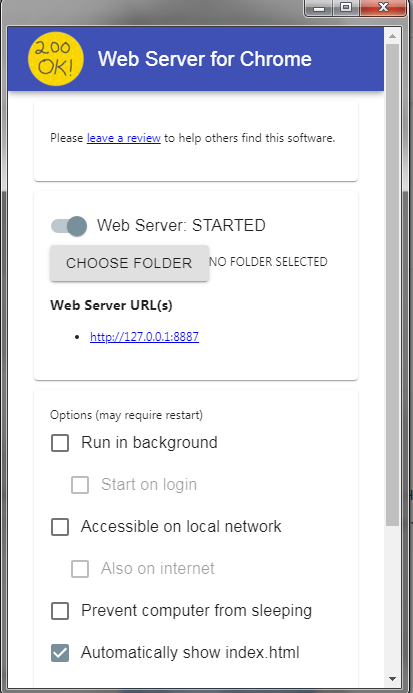 200
OK!
Web Server for Chrome
Please leave a review to help others find this software.
Web Server: STARTED
CHOOSE FOLDER NO FOLDER SELECTED
Web Server URL(s)
http://127.0.0.1:8887
Options (may require restart)
Run in background
Start on login
Accessible on local network
Also on internet
Prevent computer from sleeping
Automatically show index.html